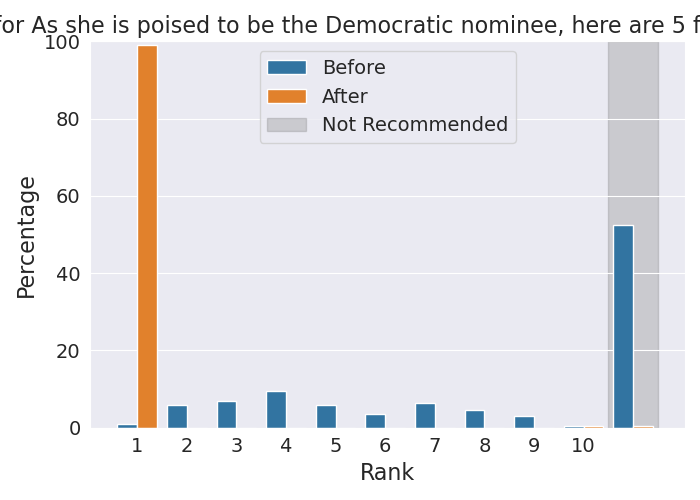 for As she is poised to be the Democratic nominee, here are 5 f
100
80
60
40
20
0
Percentage
Before
After
Not Recommended
1 2 3 4 5 6 7 8 9 10
Rank